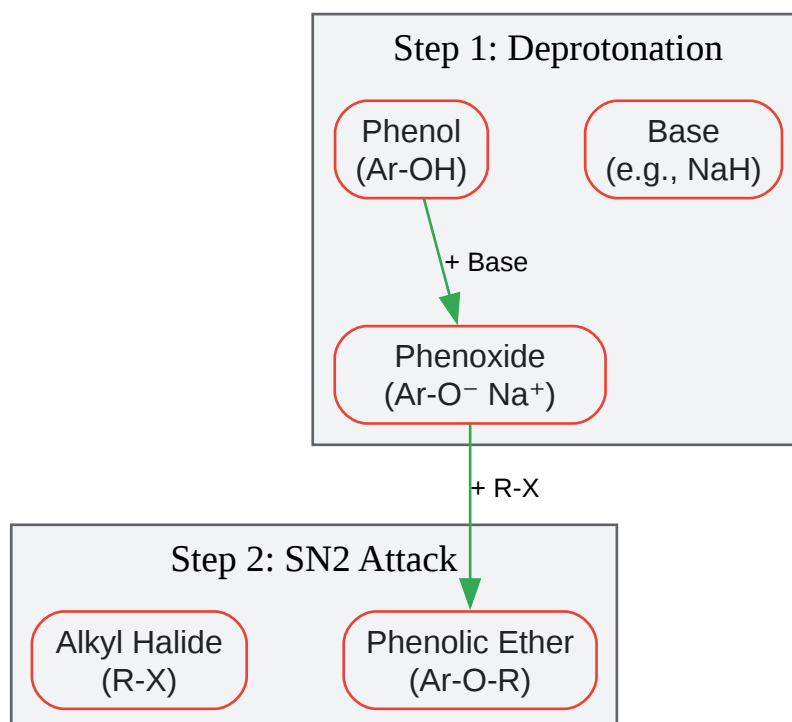 Step 1: Deprotonation
Phenol
(Ar-OH)
Base
(e.g., NaH)
+ Base
Phenoxide
(Ar-O⁻ Na⁺)
+ R-X
Step 2: SN2 Attack
Alkyl Halide
(R-X)
Phenolic Ether
(Ar-O-R)